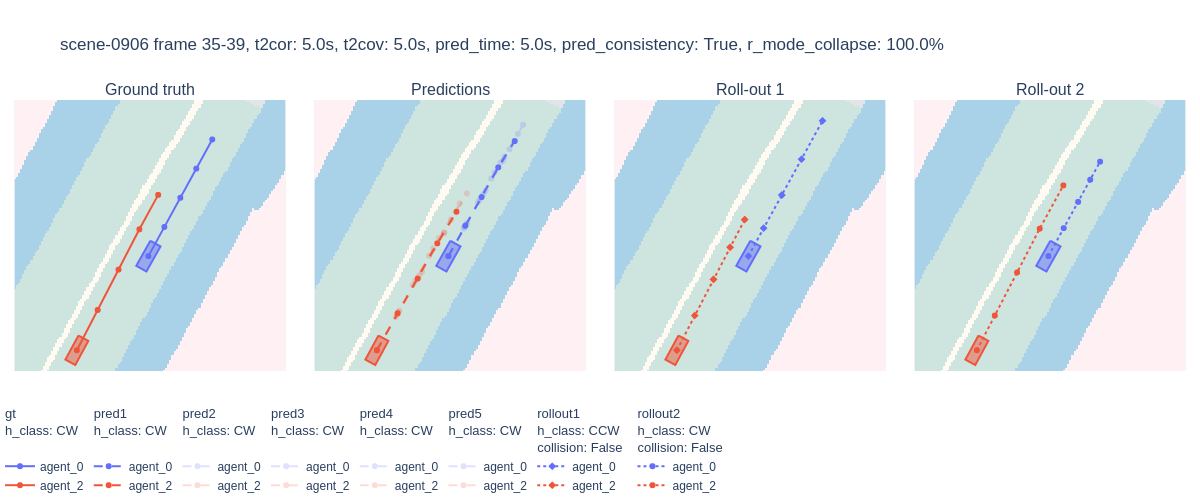 scene-0906 frame 35-39, t2cor: 5.0s, t2cov: 5.0s, pred_time: 5.0s, pred_consistency: True, r_mode_collapse: 100.0%
Ground truth Predictions Roll-out 1 Roll-out 2
gt pred1 pred2 pred3 pred4 pred5 rollout1 rollout2
h_class: CW h_class: CW h_class: CW h_class: CW h_class: CW h_class: CW h_class: CCW h_class: CW
collision: False collision: False
agent_0 agent_0 agent_0 agent_0 agent_0 agent_0 agent_0 agent_0
agent_2 agent_2 agent_2 agent_2 agent_2 agent_2 agent_2 agent_2